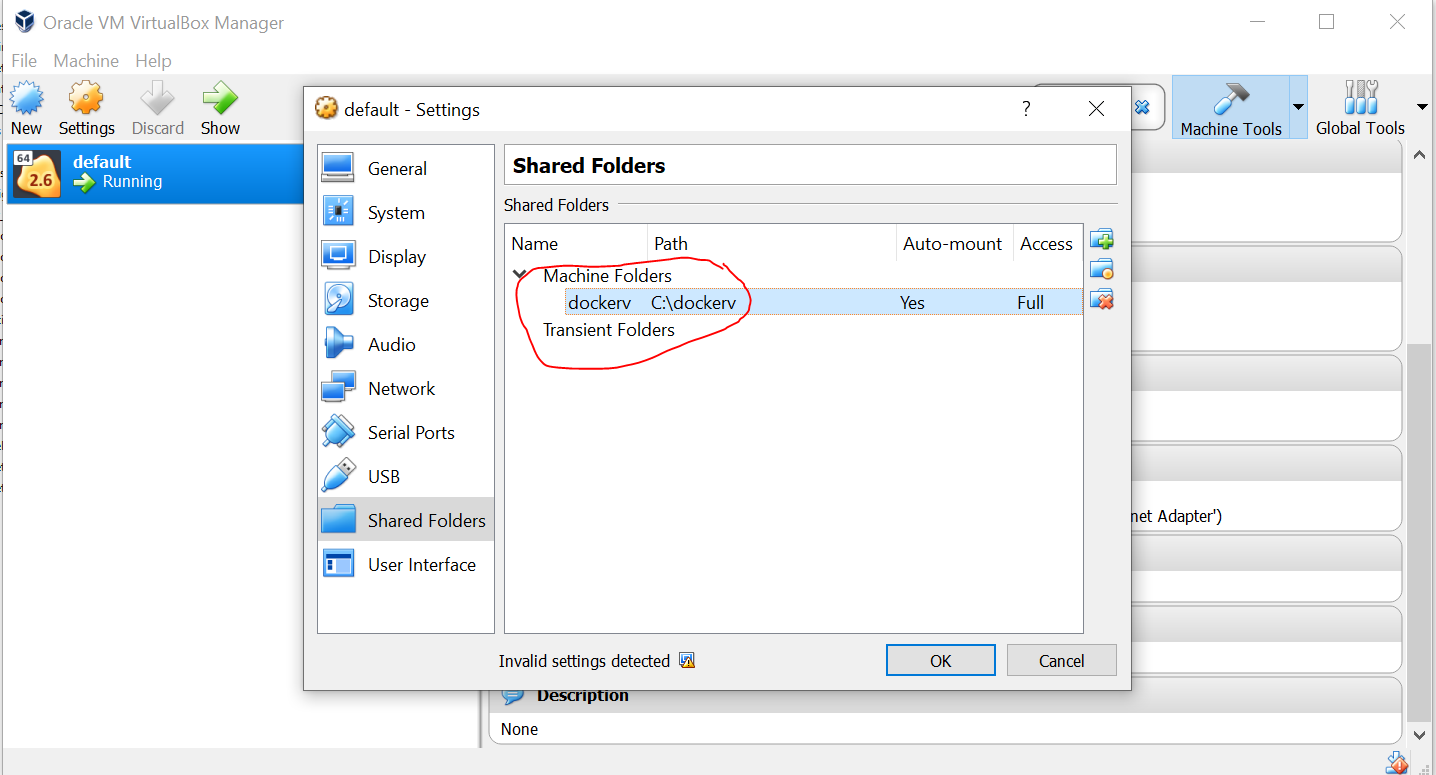 Oracle VM VirtualBox Manager
File Machine Help
New Settings Discard Show
Machine Tools Global Tools
64
2.6
default
Running
default - Settings ?
General
System
Display
Storage
Audio
Network
Serial Ports
USB
Shared Folders
User Interface
Shared Folders
Shared Folders
Name Path Auto-mount Access
Machine Folders
dockerv C:\dockerv Yes Full
Transient Folders
Invalid settings detected
OK Cancel
net Adapter')
Description
None